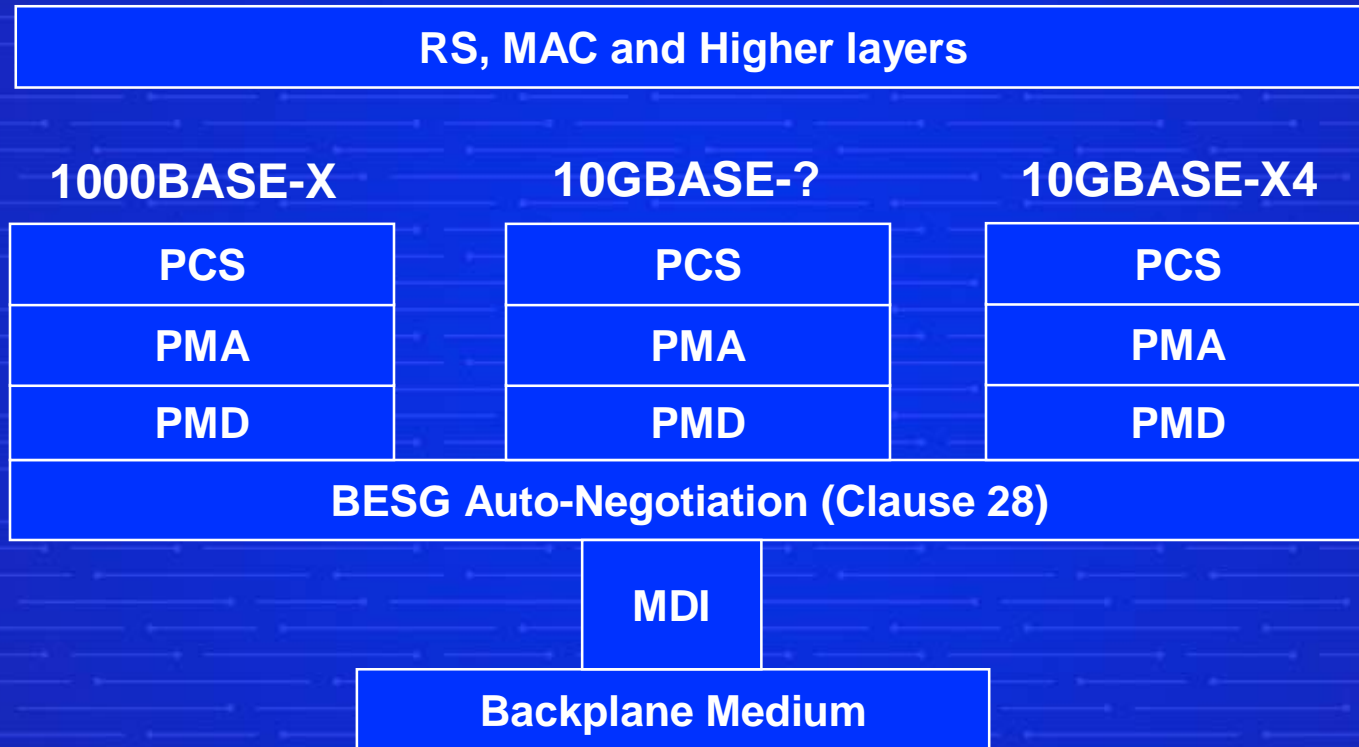 RS, MAC and Higher layers
1000BASE-X
10GBASE-?
10GBASE-X4
PCS
PCS
PCS
PMA
PMA
PMA
PMD
PMD
PMD
BESG Auto-Negotiation (Clause 28)
MDI
Backplane Medium